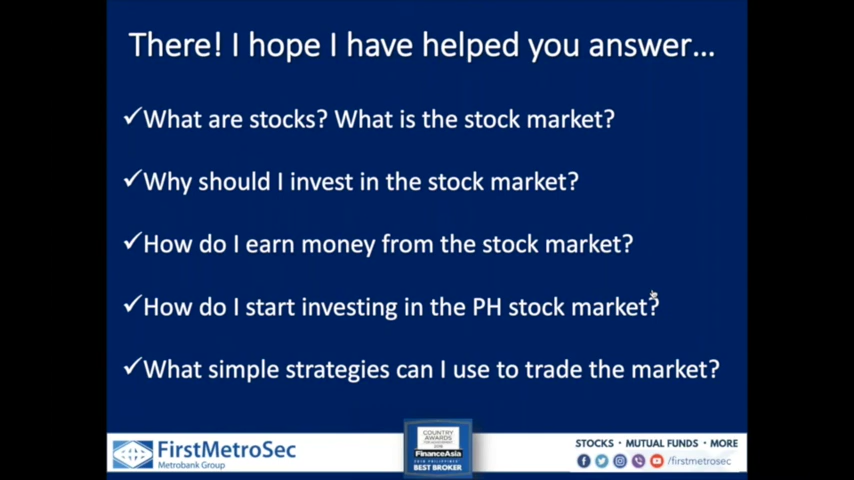 There! I hope I have helped you answer...
✓What are stocks? What is the stock market?
✓Why should I invest in the stock market?
✓How do I earn money from the stock market?
✓How do I start investing in the PH stock market?
✓What simple strategies can I use to trade the market?
FirstMetroSec
Metrobank Group
COUNTRY
AWARDS
FinanceAsia
BEST BROKER
STOCKS • MUTUAL FUNDS • MORE
/firstmetrosec